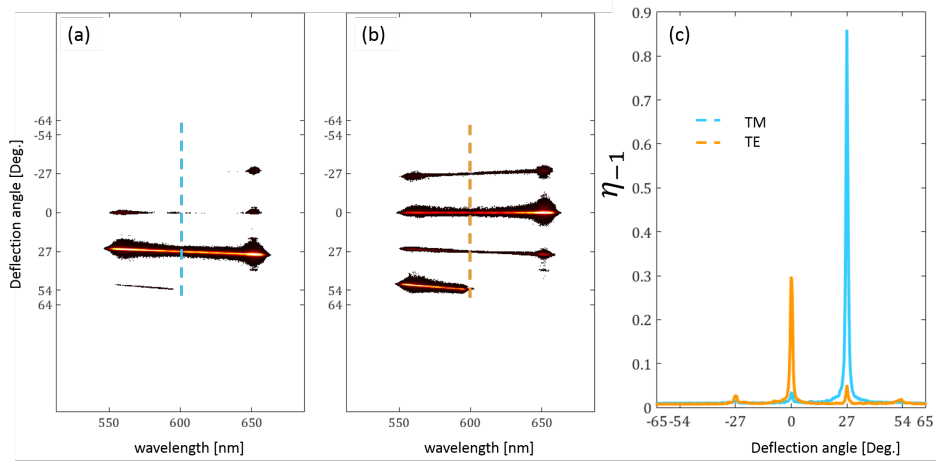 (a)
(b)
(c)
Deflection angle [Deg.]
-64
-54
-27
0
27
54
64
550
600
650
wavelength [nm]
-64
-54
-27
0
27
54
64
550
600
650
wavelength [nm]
η−1
0.9
0.8
0.7
0.6
0.5
0.4
0.3
0.2
0.1
0
TM
TE
-65-54 -27 0 27 54 65
Deflection angle [Deg.]